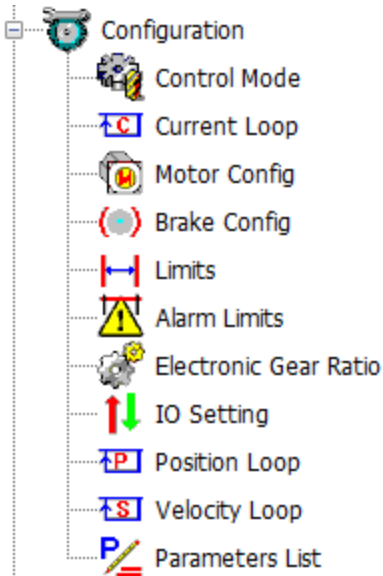 Configuration
Control Mode
C Current Loop
Motor Config
Brake Config
Limits
Alarm Limits
Electronic Gear Ratio
IO Setting
P Position Loop
S Velocity Loop
P Parameters List